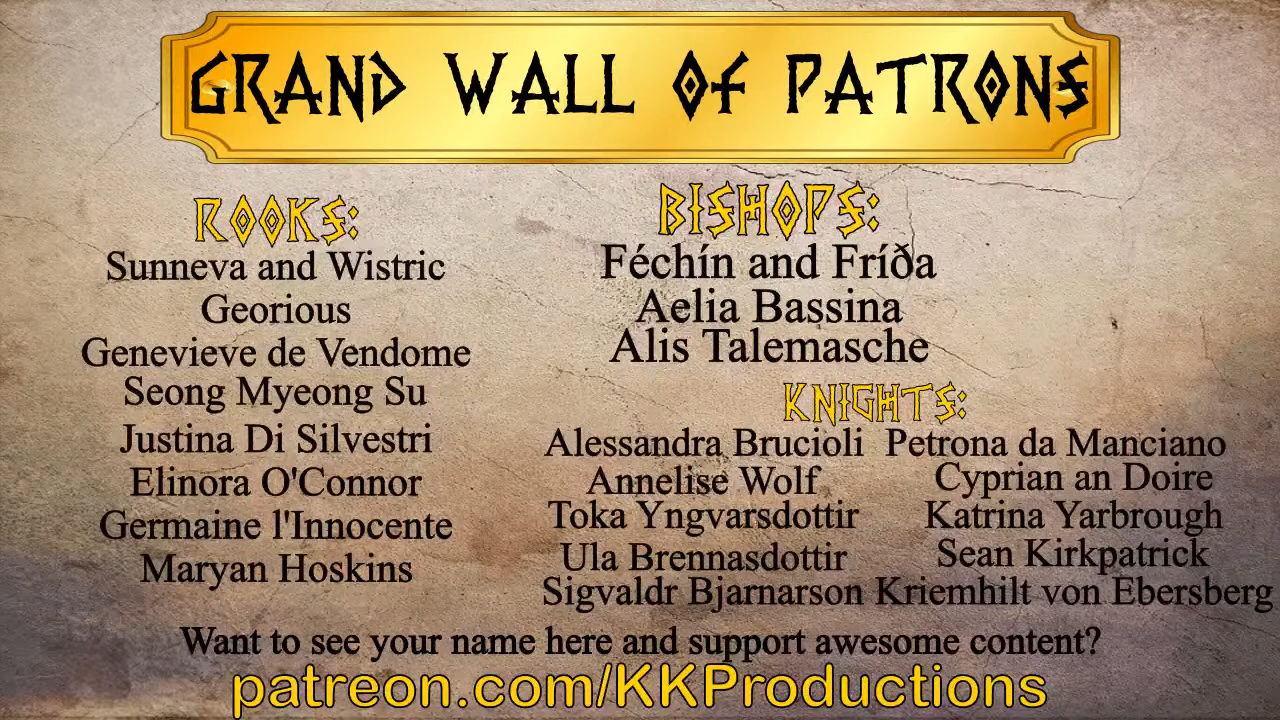 GRAND WALL OF PATRONS
ROOKS:
Sunneva and Wistric
Georious
Genevieve de Vendome
Seong Myeong Su
Justina Di Silvestri
Elinora O'Connor
Germaine l'Innocente
Maryan Hoskins
BISHOPS:
Féchín and Fríða
Aelia Bassina
Alis Talemasche
KNIGHTS:
Alessandra Brucioli Petrona da Manciano
Annelise Wolf Cyprian an Doire
Toka Yngvarsdottir Katrina Yarbrough
Ula Brennasdottir Sean Kirkpatrick
Sigvaldr Bjarnarson Kriemhilt von Ebersberg
Want to see your name here and support awesome content?
patreon.com/KKProductions